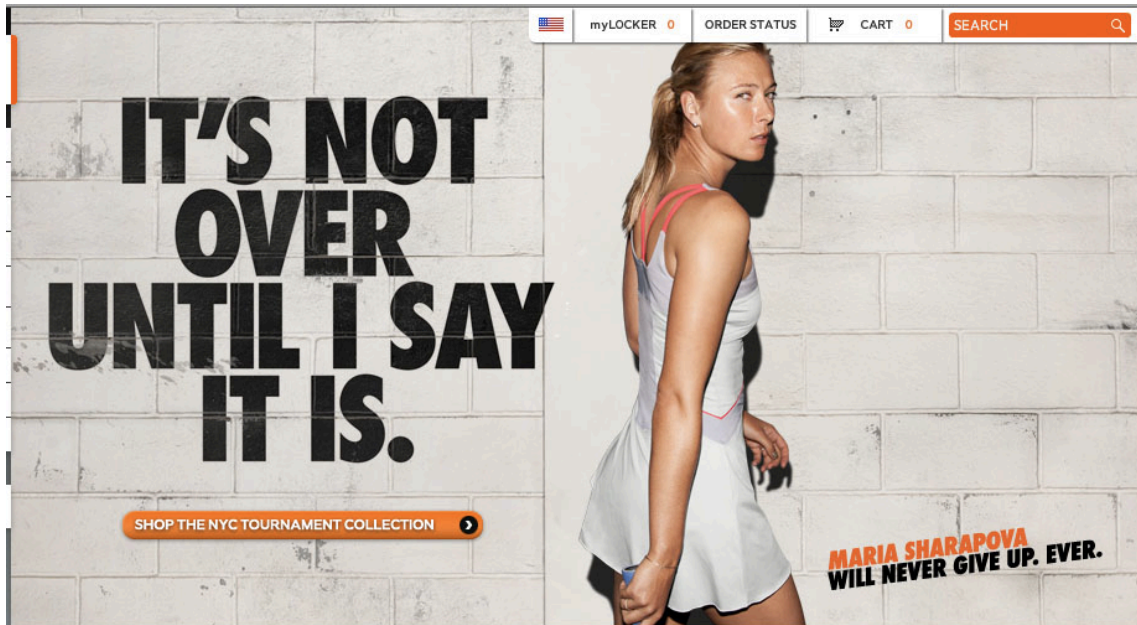 myLOCKER 0 ORDER STATUS CART 0 SEARCH
IT'S NOT
OVER
UNTIL I SAY
IT IS.
SHOP THE NYC TOURNAMENT COLLECTION
MARIA SHARAPOVA
WILL NEVER GIVE UP. EVER.